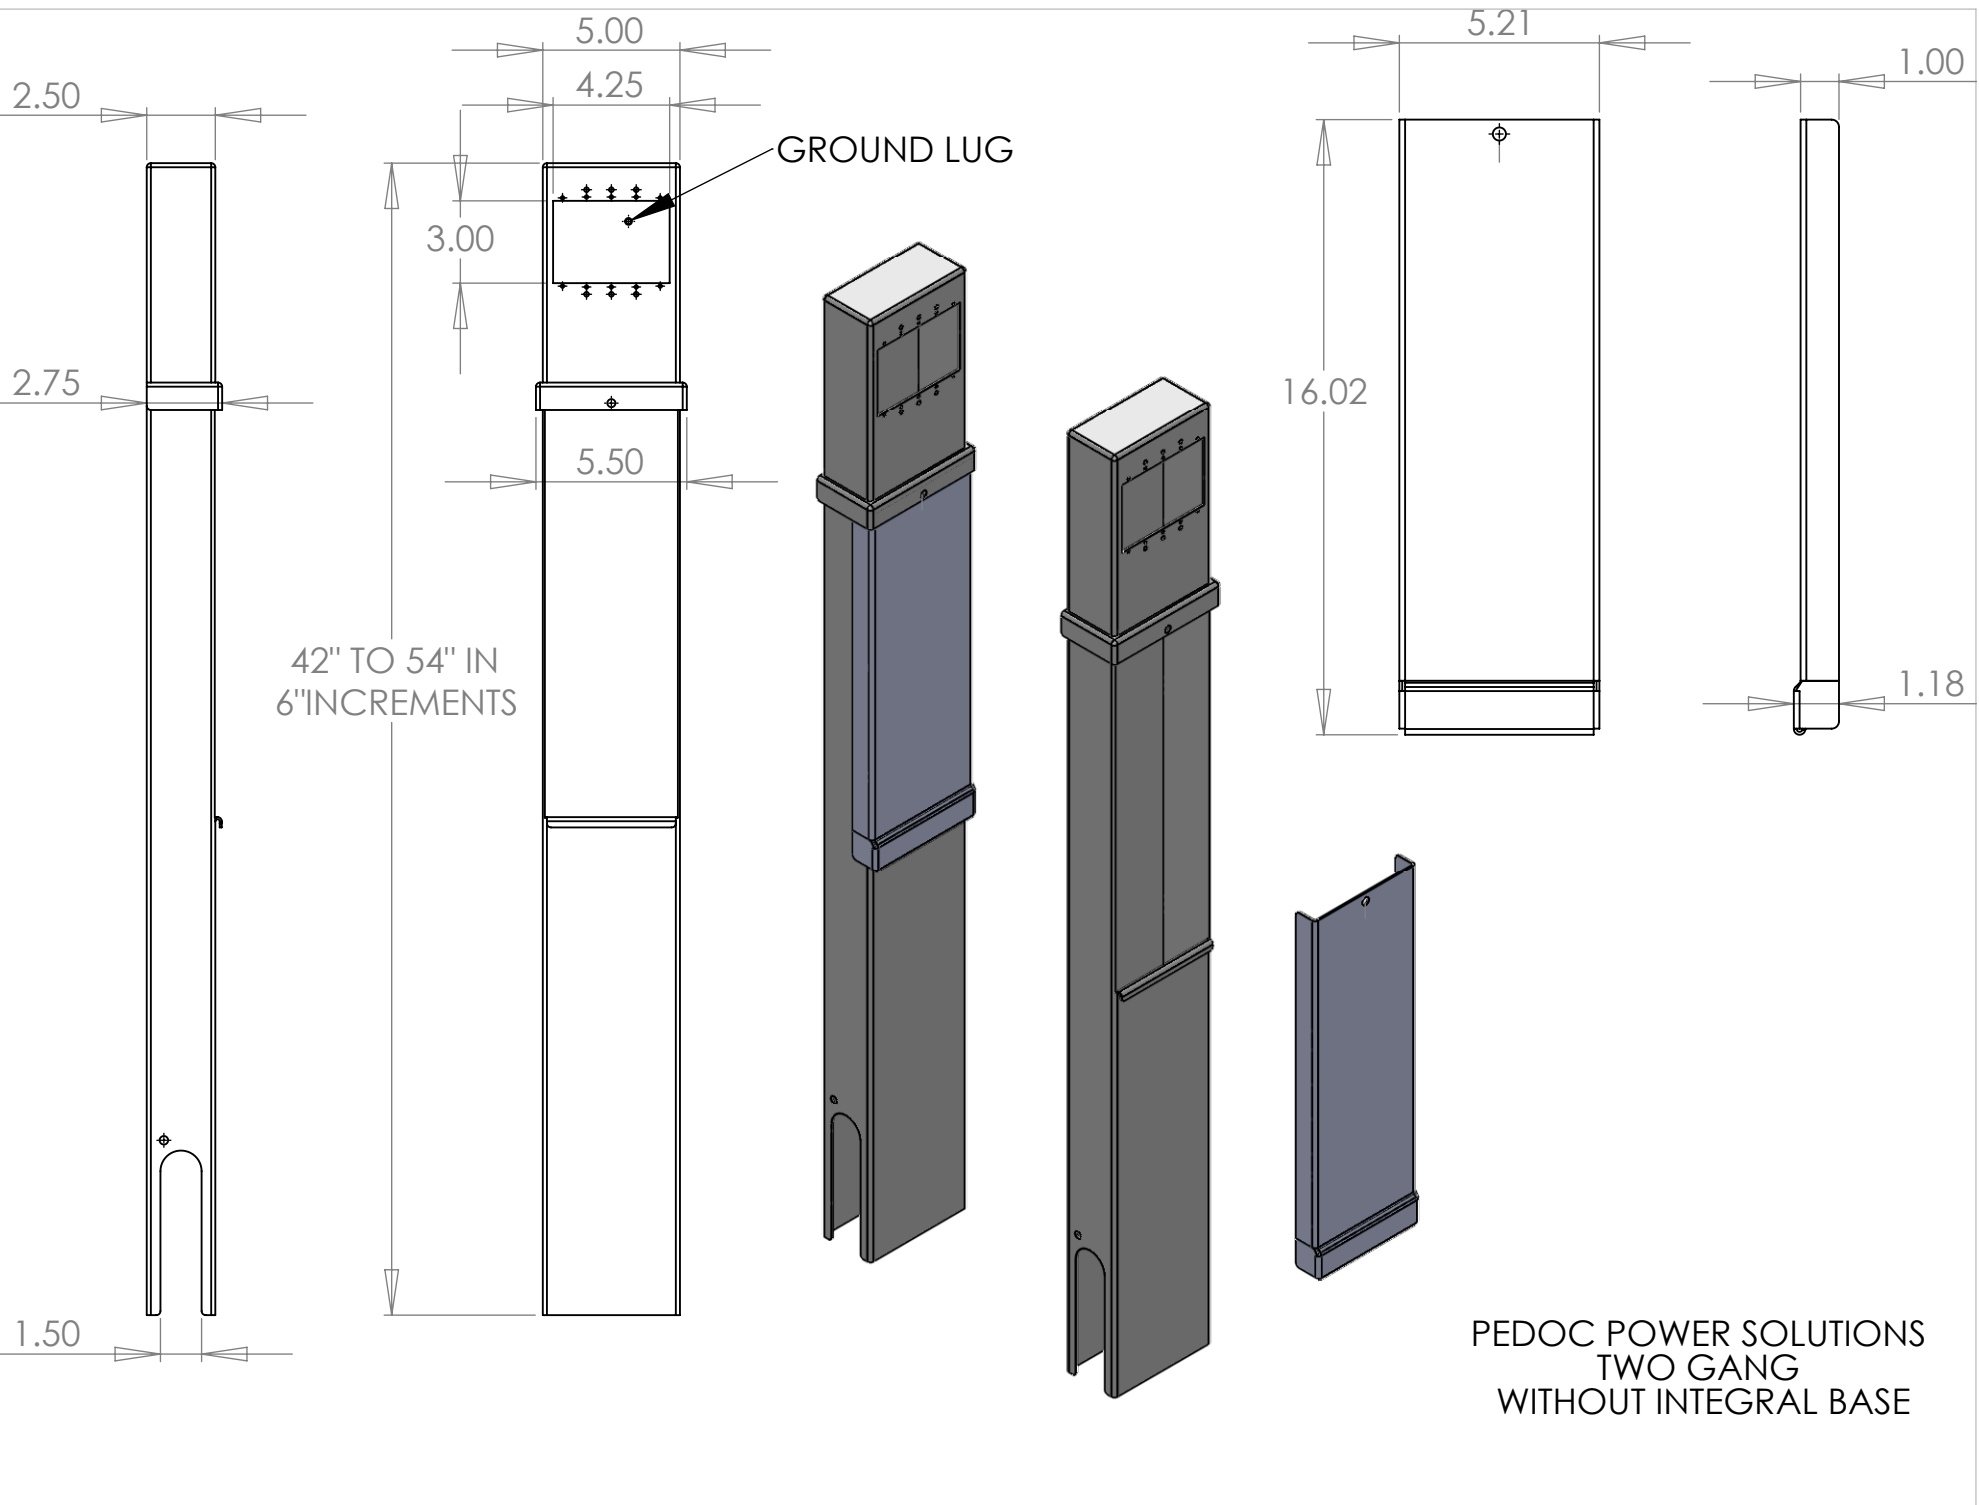 5.00
5.21
1.00
2.50
4.25
GROUND LUG
3.00
2.75
16.02
5.50
42" TO 54" IN
6"INCREMENTS
1.18
1.50
PEDOC POWER SOLUTIONS
TWO GANG
WITHOUT INTEGRAL BASE